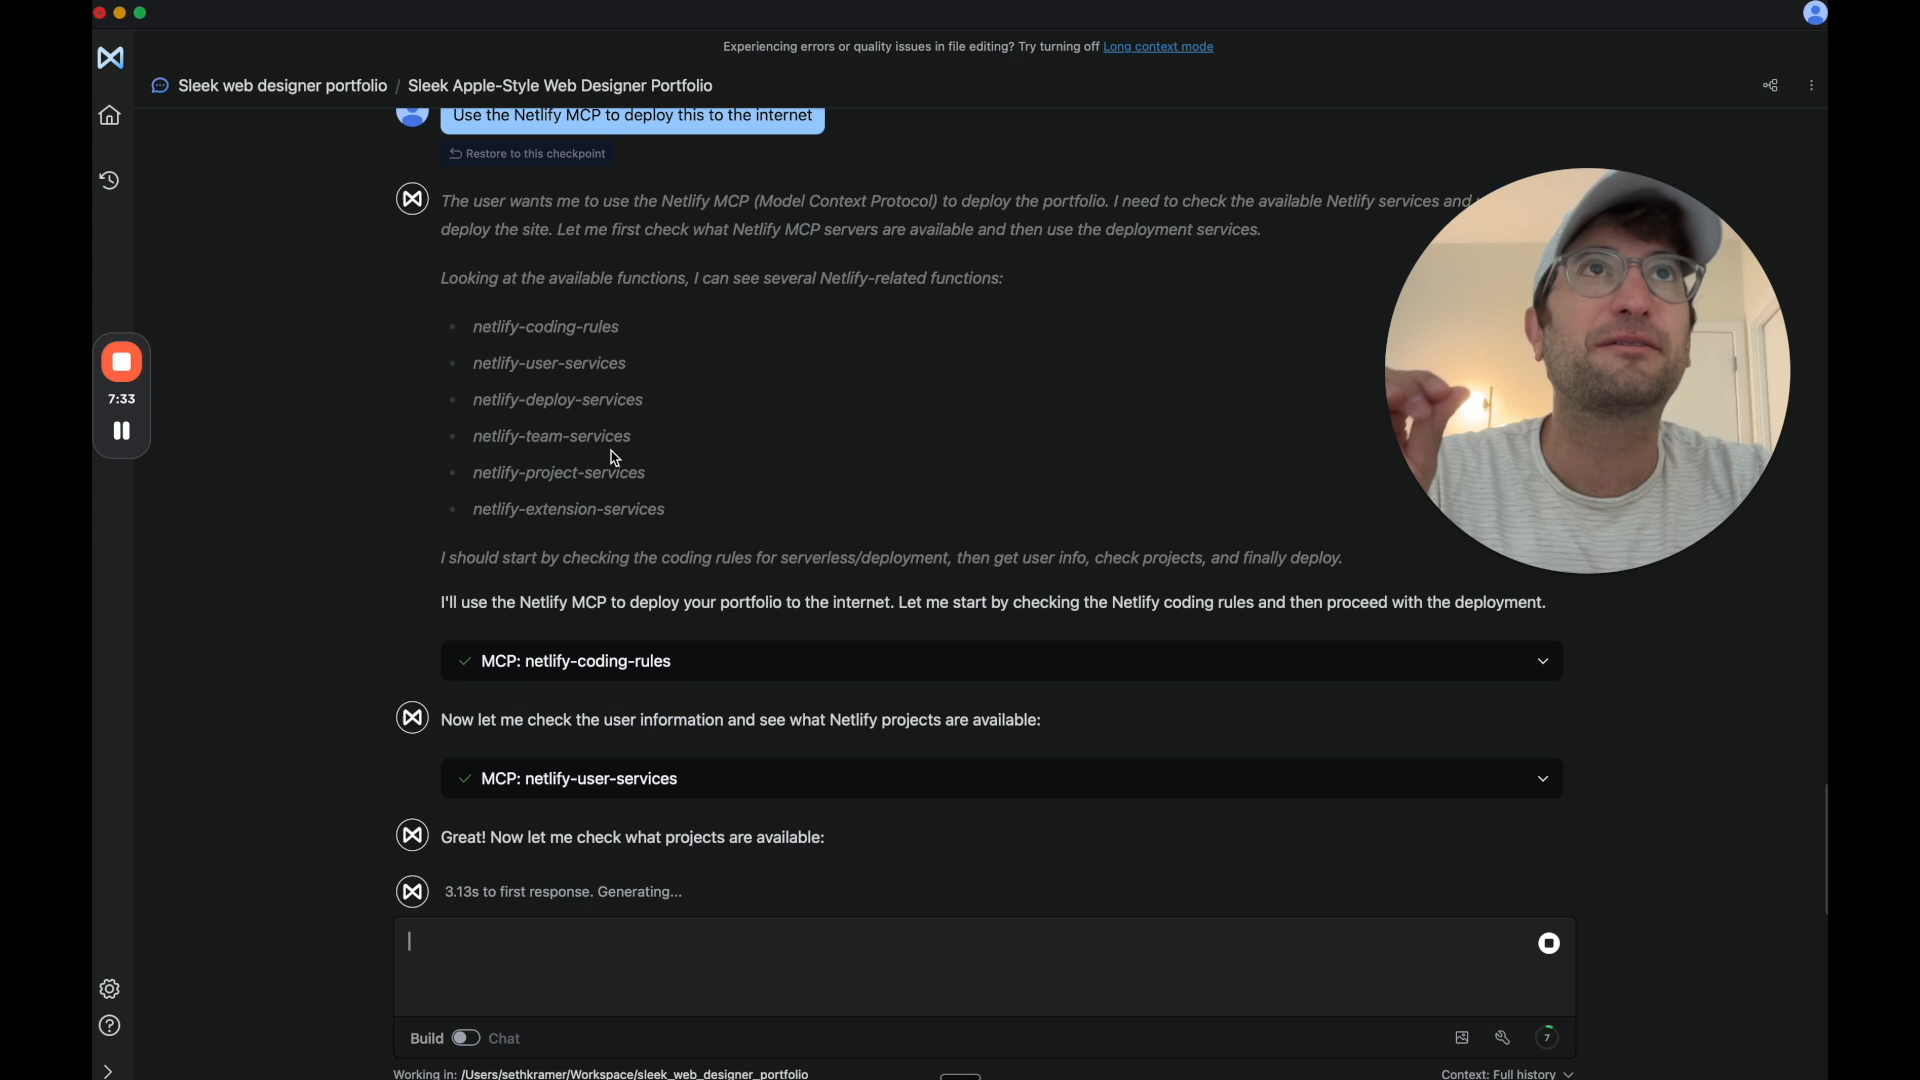 Experiencing errors or quality issues in file editing? Try turning off Long context mode
Sleek web designer portfolio / Sleek Apple-Style Web Designer Portfolio
Use the Netlify MCP to deploy this to the internet
Restore to this checkpoint
The user wants me to use the Netlify MCP (Model Context Protocol) to deploy the portfolio. I need to check the available Netlify services and
deploy the site. Let me first check what Netlify MCP servers are available and then use the deployment services.
Looking at the available functions, I can see several Netlify-related functions:
• netlify-coding-rules
• netlify-user-services
• netlify-deploy-services
7:33
• netlify-team-services
• netlify-project-services
• netlify-extension-services
I should start by checking the coding rules for serverless/deployment, then get user info, check projects, and finally deploy.
I'll use the Netlify MCP to deploy your portfolio to the internet. Let me start by checking the Netlify coding rules and then proceed with the deployment.
MCP: netlify-coding-rules
Now let me check the user information and see what Netlify projects are available:
MCP: netlify-user-services
Great! Now let me check what projects are available:
3.13s to first response. Generating...
Build Chat
7
Working in: /Users/sethkramer/Workspace/sleek_web_designer_portfolio
Context: Full history